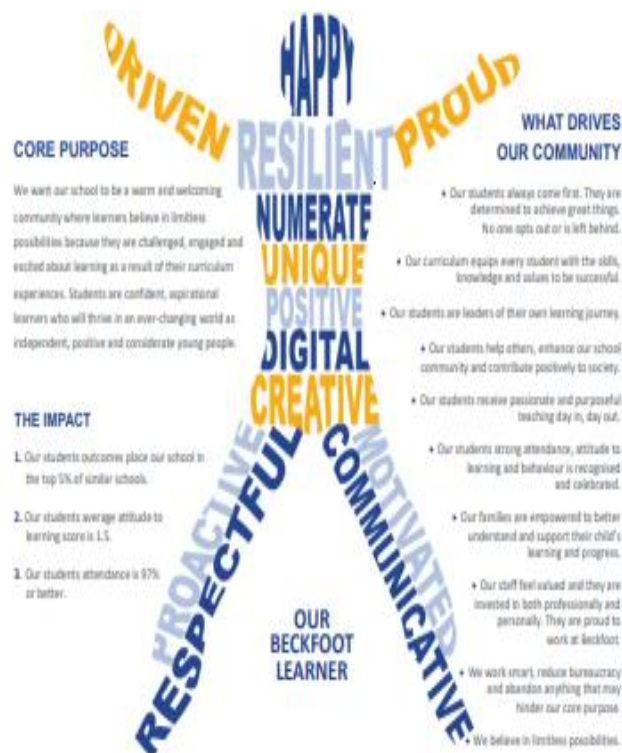 HAPPY
DRIVEN
PROUD
RESILIENT
NUMERATE
UNIQUE
POSITIVE
DIGITAL
CREATIVE
PROACTIVE
RESPECTFUL
COMMUNICATIVE
MOTIVATED
OUR
BECKFOOT
LEARNER
CORE PURPOSE
We want our school to be a warm and welcoming
community where learners believe in limitless
possibilities because they are challenged, engaged and
excited about learning as a result of their curriculum
experiences. Students are confident, aspirational
learners who will thrive in an ever-changing world as
independent, positive and considerate young people.
THE IMPACT
1. Our students outcomes place our school in
the top 5% of similar schools.
2. Our students average attitude to
learning score is 1.5.
3. Our students attendance is 97%
or better.
WHAT DRIVES
OUR COMMUNITY
+ Our students always come first. They are
determined to achieve great things.
No one opts out or is left behind.
+ Our curriculum equips every student with the skills,
knowledge and values to be successful.
+ Our students are leaders of their own learning journey.
+ Our students help others, enhance our school
community and contribute positively to society.
+ Our students receive passionate and purposeful
teaching day in, day out.
+ Our students strong attendance, attitude to
learning and behaviour is recognised
and celebrated.
+ Our families are empowered to better
understand and support their child's
learning and progress.
+ Our staff feel valued and they are
invested in both professionally and
personally. They are proud to
work at Beckfoot.
+ We work smart, reduce bureaucracy
and abandon anything that may
hinder our core purpose.
+ We believe in limitless possibilities.